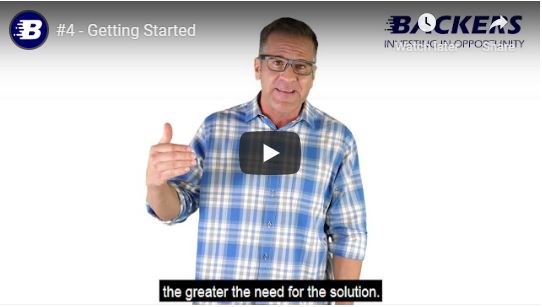 B #4 - Getting Started
BACKERS
INVESTING IN OPPORTUNITY
Watch later
Share
the greater the need for the solution.